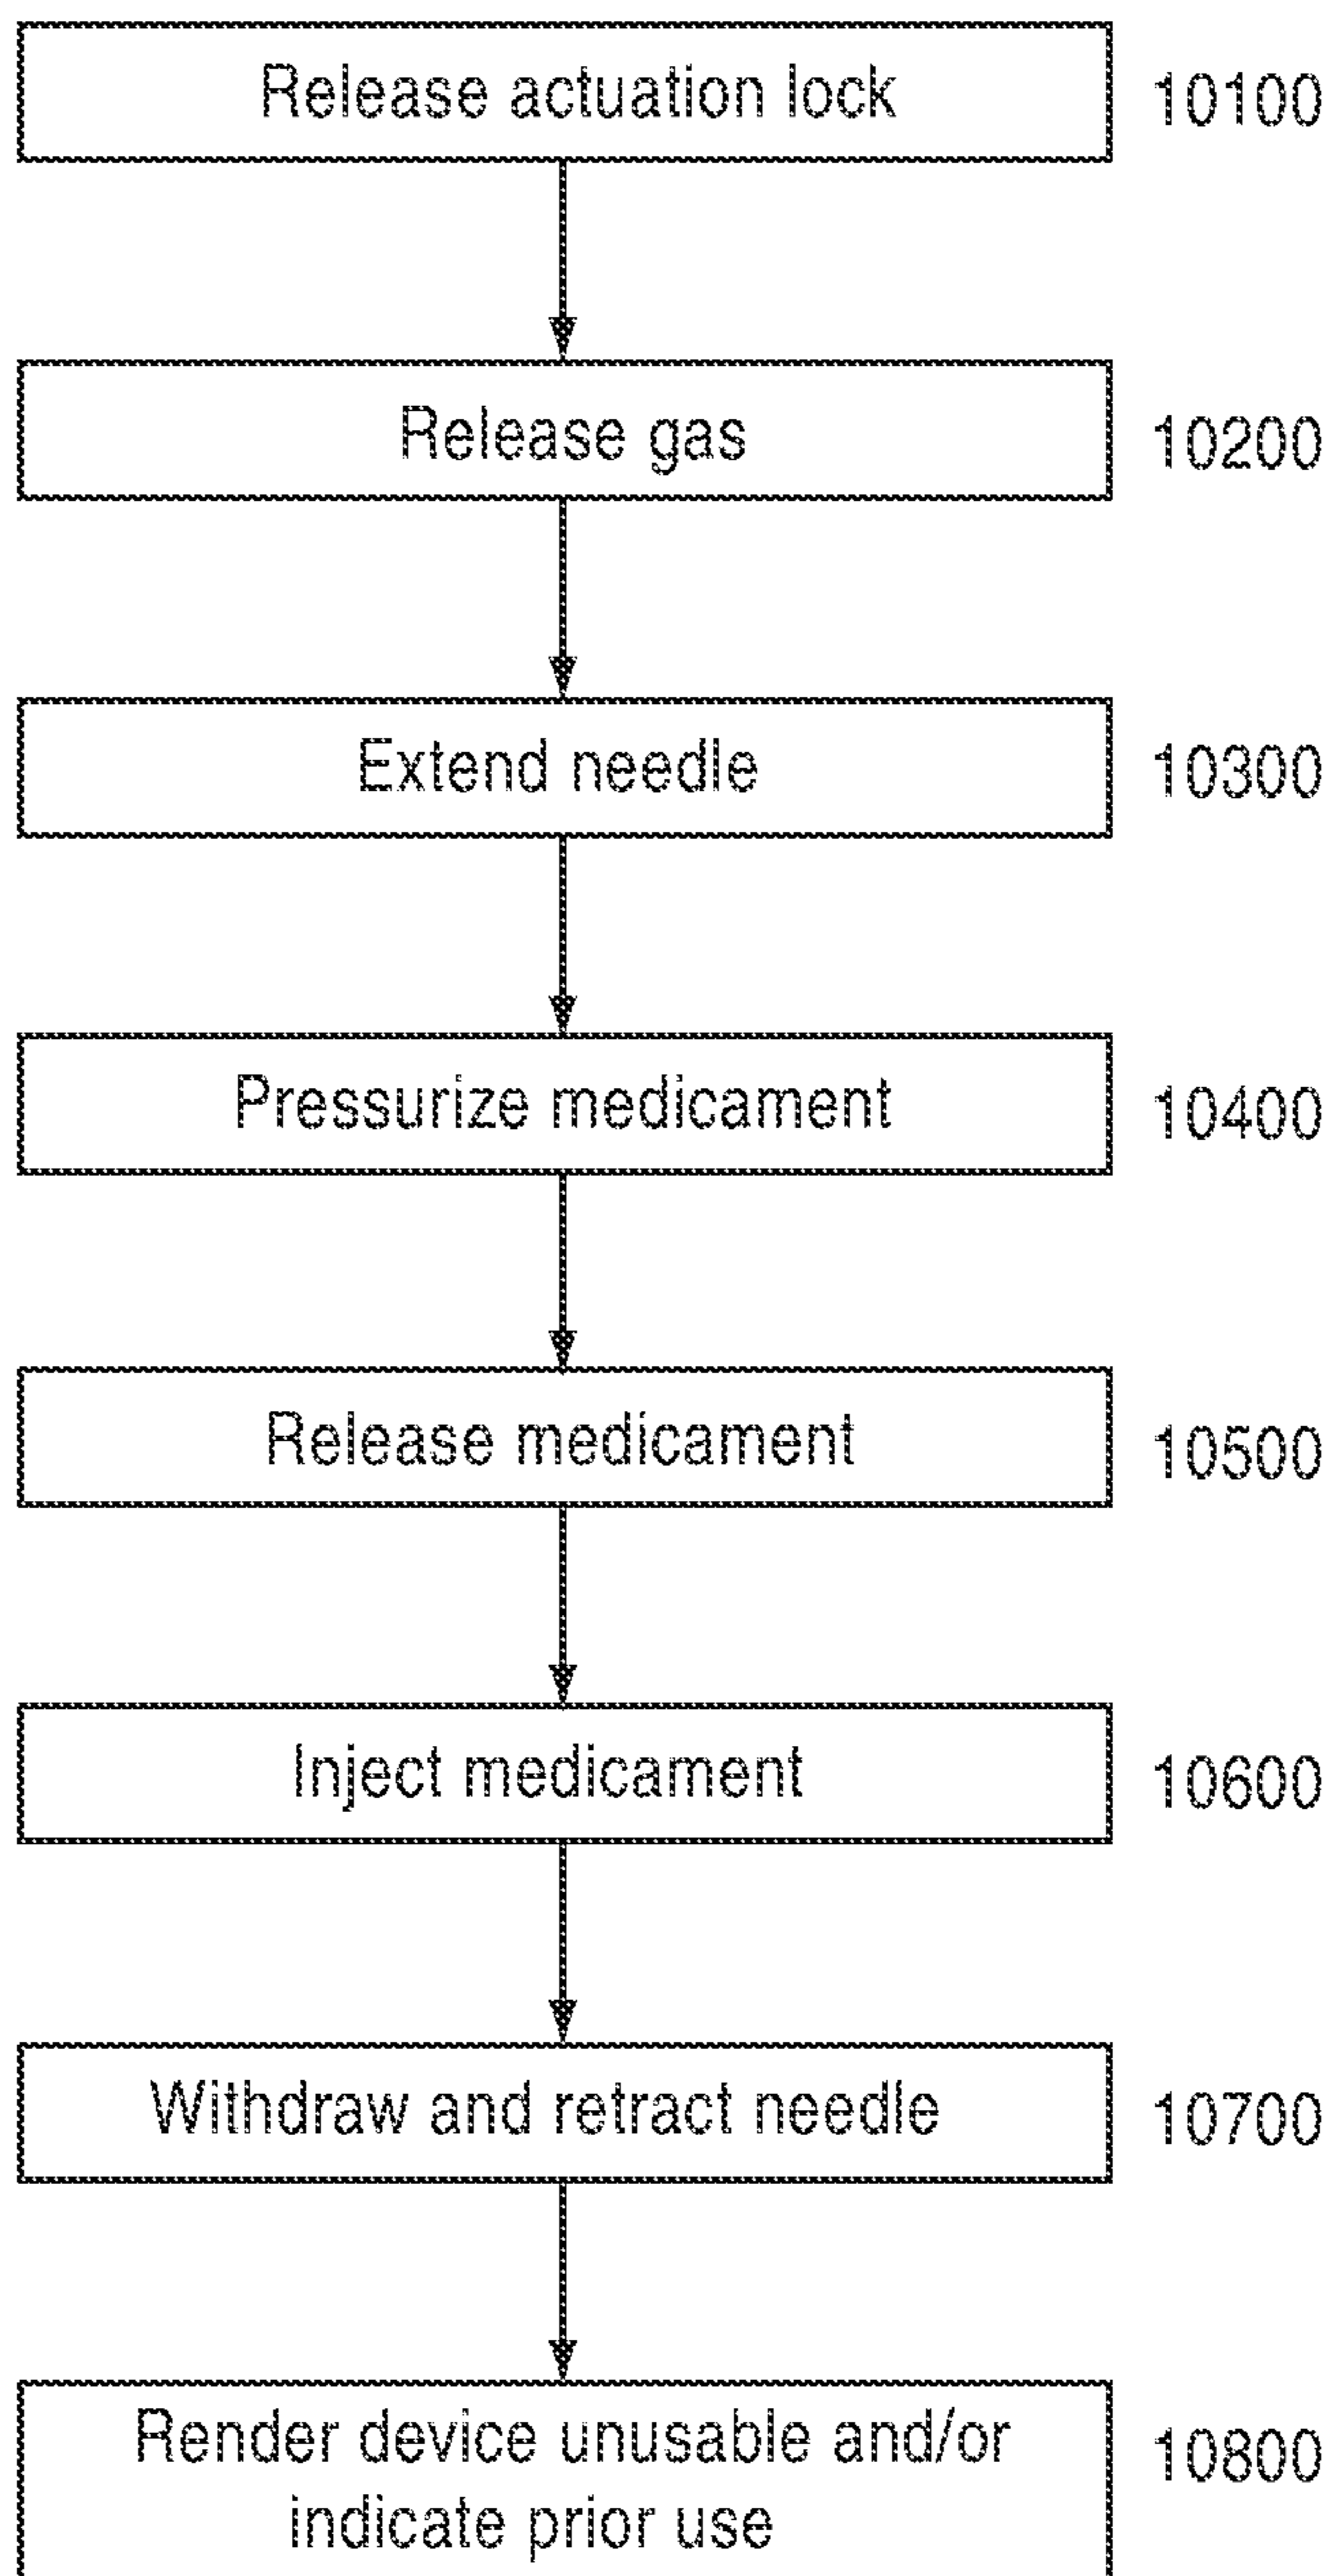 Release actuation lock 10100
Release gas 10200
Extend needle 10300
Pressurize medicament 10400
Release medicament 10500
Inject medicament 10600
Withdraw and retract needle 10700
Render device unusable and/or 10800
indicate prior use